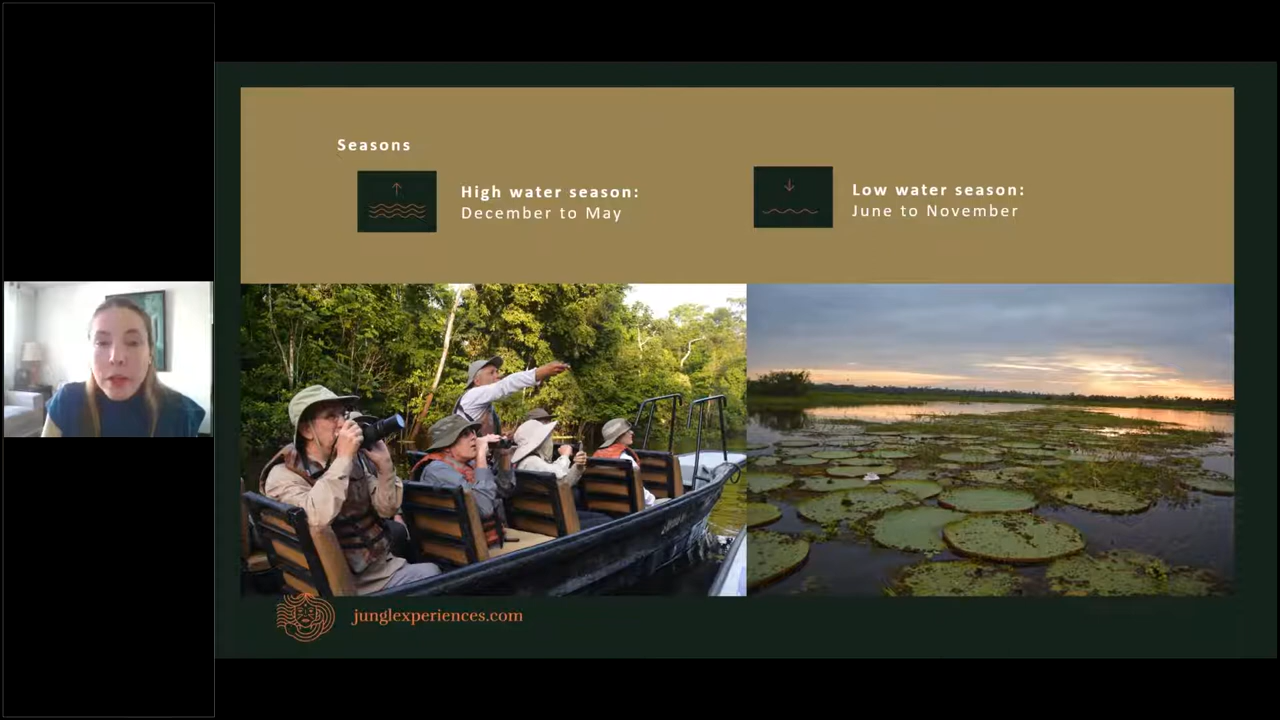 Seasons
High water season:
December to May
Low water season:
June to November
junglexperiences.com